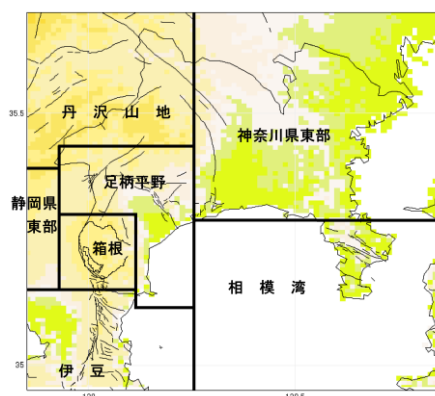 35.5
丹 沢 山 地
神奈川県東部
足柄平野
静岡県
東部
箱根
相 模 湾
35
伊 豆